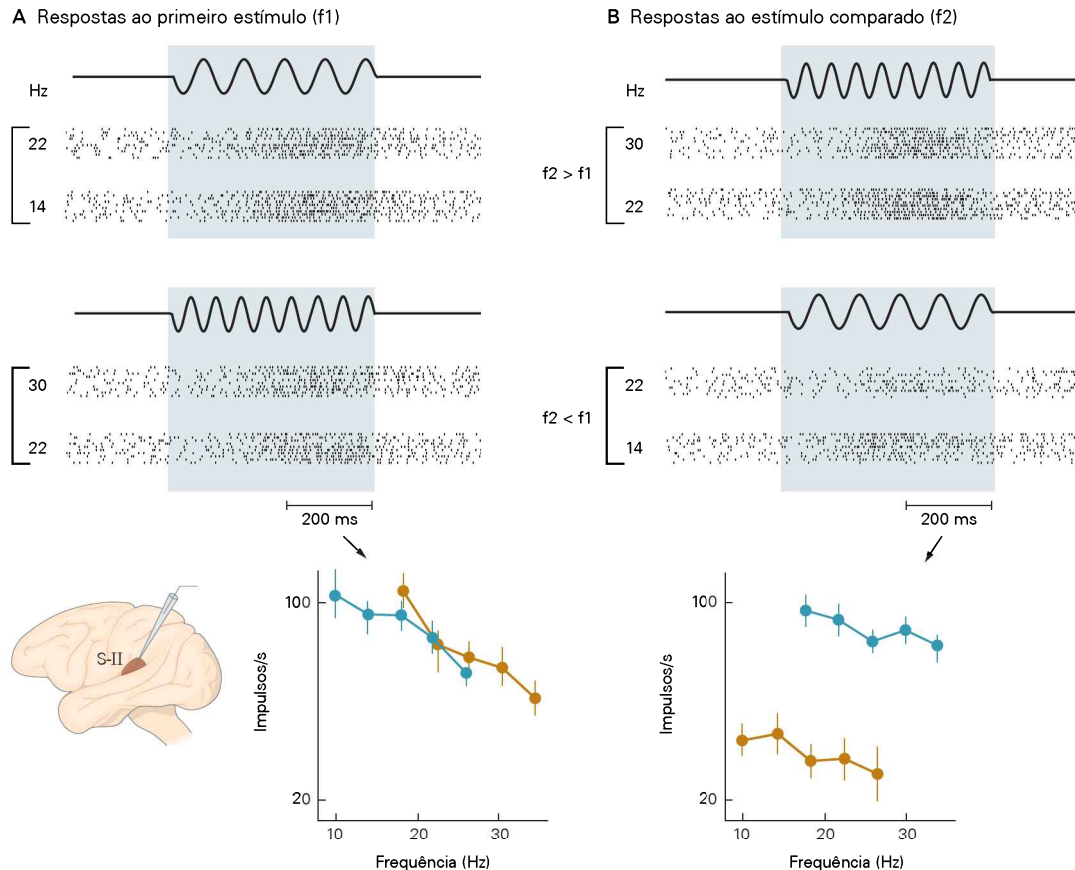 A Respostas ao primeiro estímulo (f1)
Hz
22
14
30
22
200 ms
S-II
Impulsos/s
100
20
10 20 30
Frequência (Hz)
B Respostas ao estímulo comparado (f2)
Hz
f2 > f1
30
22
f2 < f1
22
14
200 ms
Impulsos/s
100
20
10 20 30
Frequência (Hz)